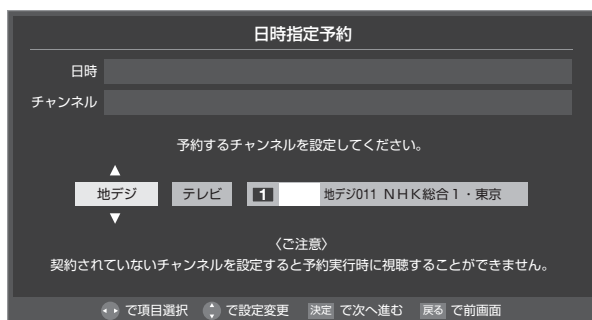 日時指定予約
日時
チャンネル
予約するチャンネルを設定してください。
▲
地デジ テレビ 1 地デジ011 ＮＨＫ総合１・東京
▼
〈ご注意〉
契約されていないチャンネルを設定すると予約実行時に視聴することができません。
で項目選択 で設定変更 決定 で次へ進む 戻る で前画面